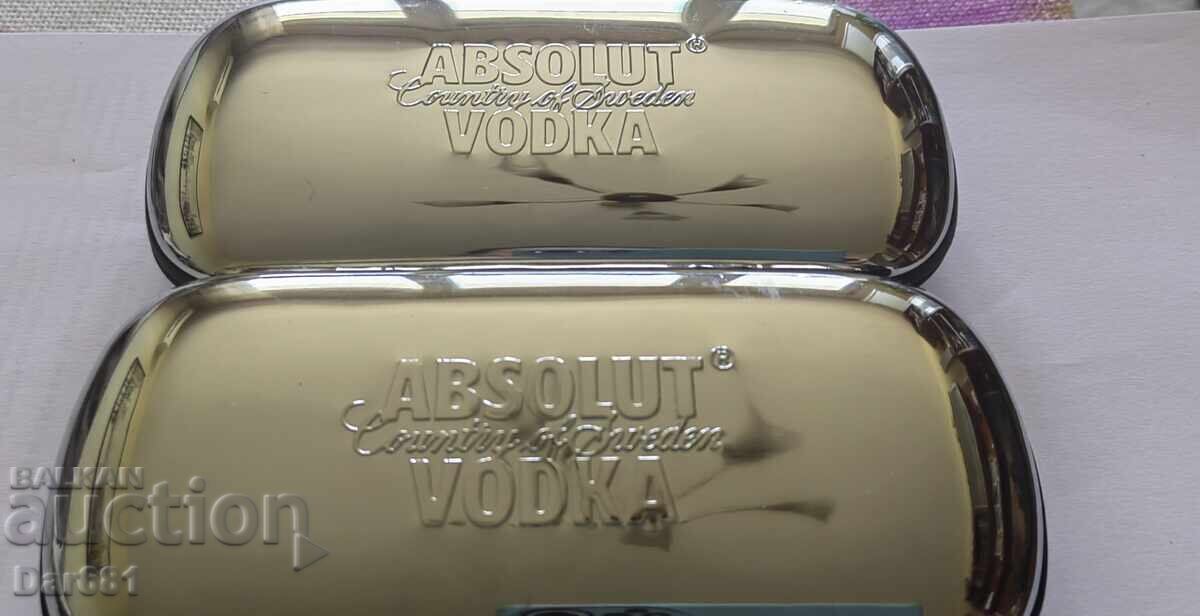 ABSOLUT®
Country of Sweden
VODKA
ABSOLUT®
Country of Sweden
VODKA
BALKAN
auction
Dar681